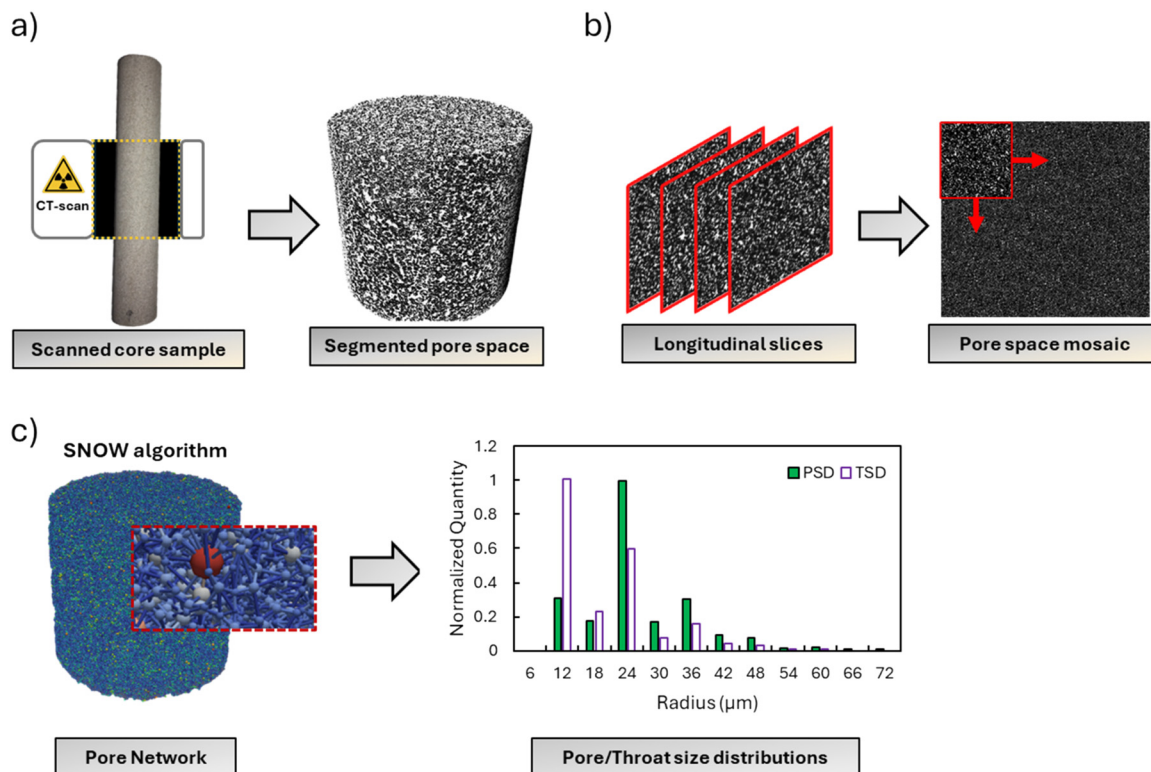 a)
CT-scan
Scanned core sample
Segmented pore space
b)
Longitudinal slices
Pore space mosaic
c)
SNOW algorithm
Pore Network
Normalized Quantity
1.2
1
0.8
0.6
0.4
0.2
0
PSD TSD
6 12 18 24 30 36 42 48 54 60 66 72
Radius (µm)
Pore/Throat size distributions